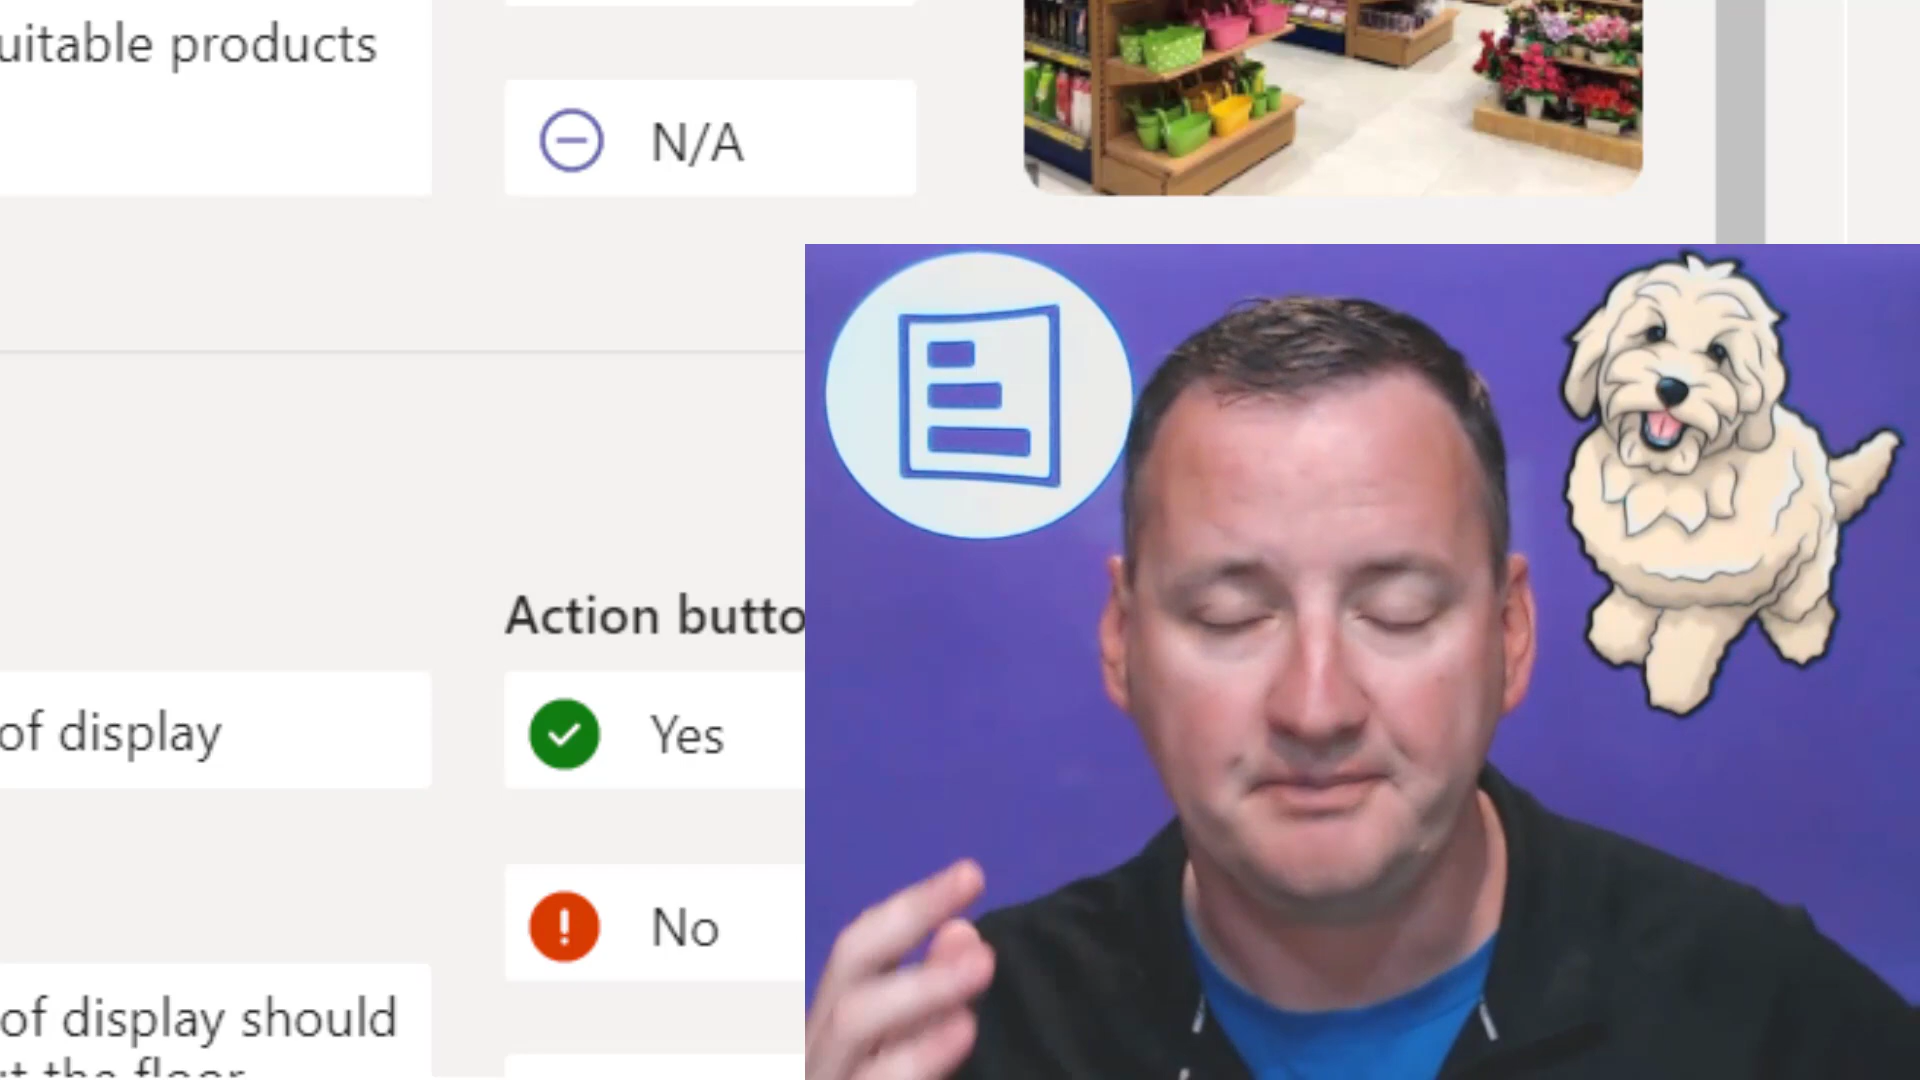 uitable products
N/A
Action butto
of display
Yes
No
of display should